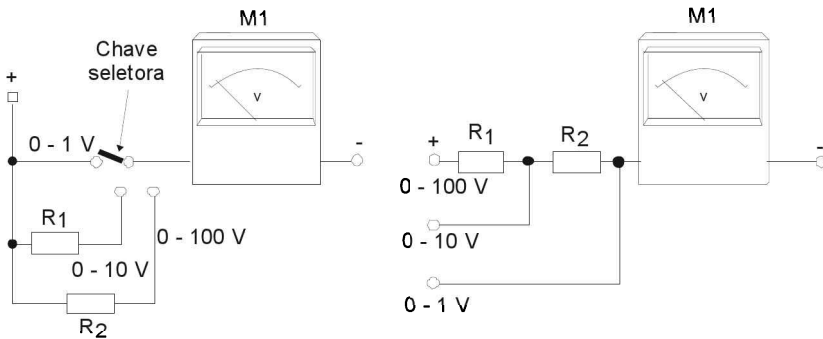 M1
Chave
seletora
V
+
-
0 - 1 V
R1
0 - 10 V
0 - 100 V
R2
M1
V
+
R1
R2
-
0 - 100 V
0 - 10 V
0 - 1 V